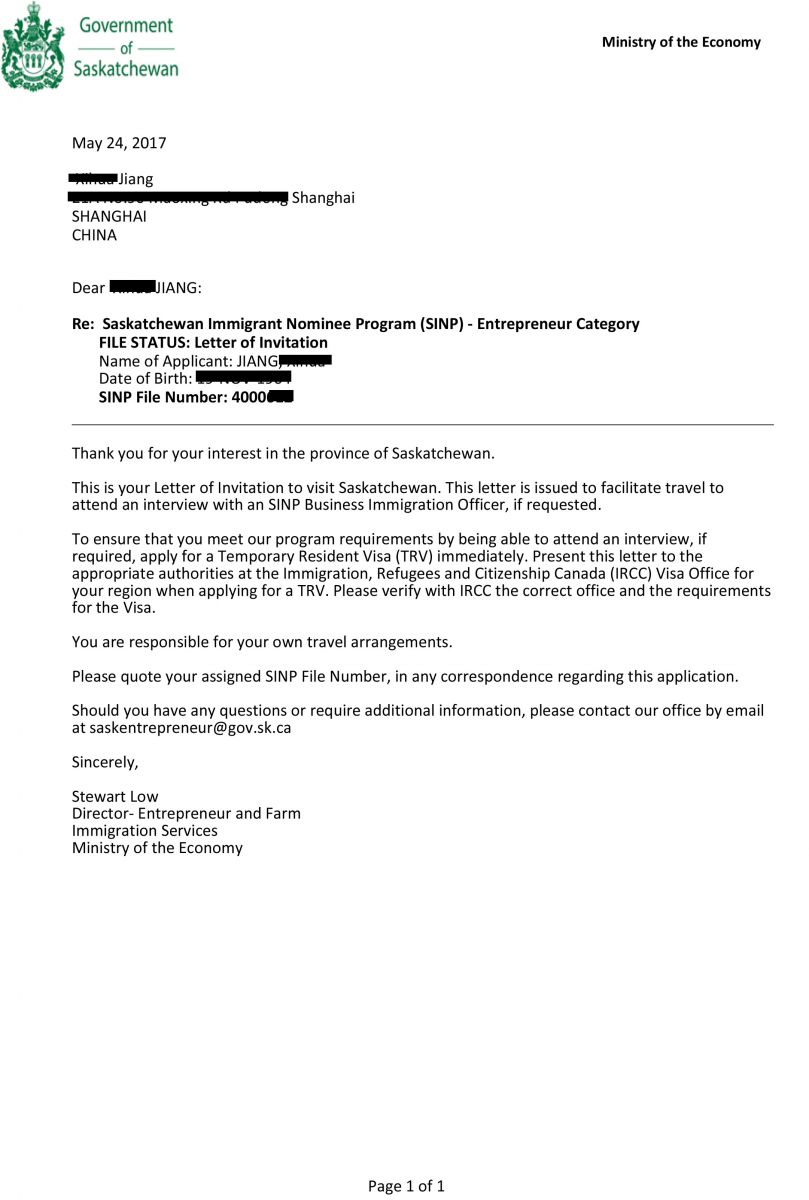 Government
of
Saskatchewan
Ministry of the Economy
May 24, 2017
Jiang
Shanghai
SHANGHAI
CHINA
Dear JIANG:
Re: Saskatchewan Immigrant Nominee Program (SINP) - Entrepreneur Category
FILE STATUS: Letter of Invitation
Name of Applicant: JIANG,
Date of Birth:
SINP File Number: 4000
Thank you for your interest in the province of Saskatchewan.
This is your Letter of Invitation to visit Saskatchewan. This letter is issued to facilitate travel to
attend an interview with an SINP Business Immigration Officer, if requested.
To ensure that you meet our program requirements by being able to attend an interview, if
required, apply for a Temporary Resident Visa (TRV) immediately. Present this letter to the
appropriate authorities at the Immigration, Refugees and Citizenship Canada (IRCC) Visa Office for
your region when applying for a TRV. Please verify with IRCC the correct office and the requirements
for the Visa.
You are responsible for your own travel arrangements.
Please quote your assigned SINP File Number, in any correspondence regarding this application.
Should you have any questions or require additional information, please contact our office by email
at saskentrepreneur@gov.sk.ca
Sincerely,
Stewart Low
Director- Entrepreneur and Farm
Immigration Services
Ministry of the Economy
Page 1 of 1